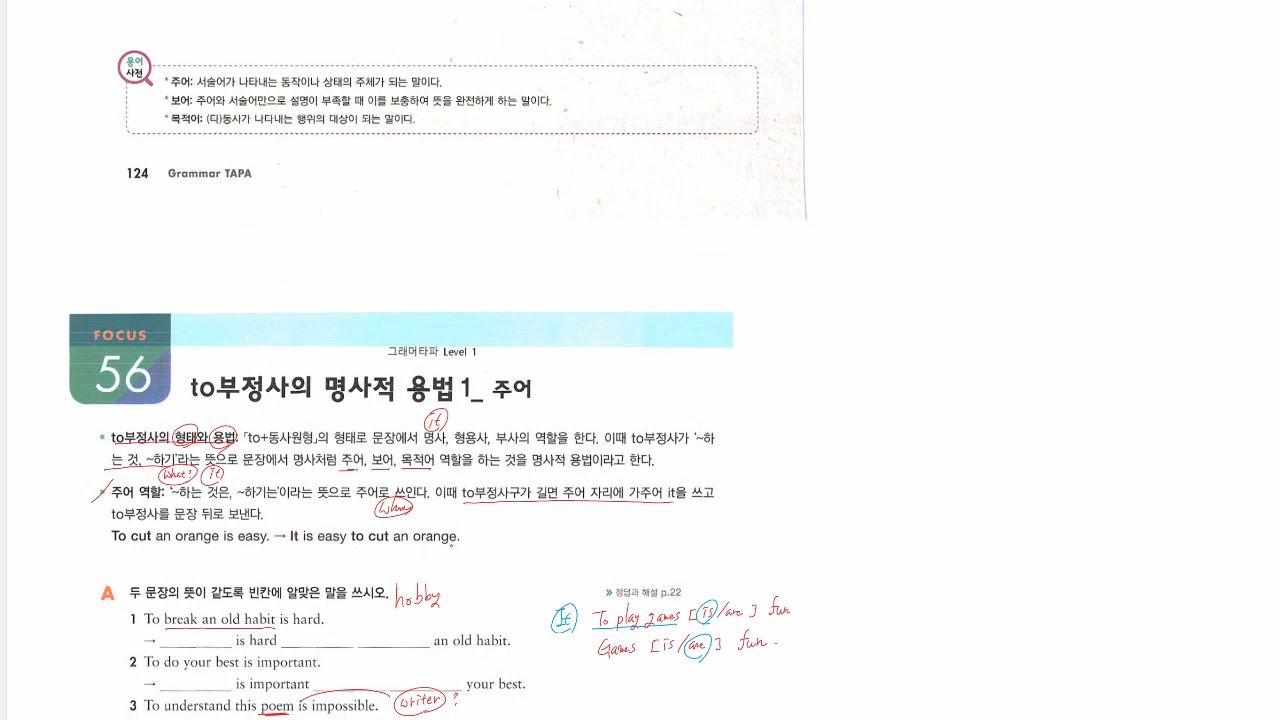 용어
사전
* 주어: 서술어가 나타내는 동작이나 상태의 주체가 되는 말이다.
* 보어: 주어와 서술어만으로 설명이 부족할 때 이를 보충하여 뜻을 완전하게 하는 말이다.
* 목적어: (타)동사가 나타내는 행위의 대상이 되는 말이다.
124 Grammar TAPA
FOCUS
56
그래머타파 Level 1
to부정사의 명사적 용법 1_ 주어
it
to부정사의 형태와 용법: 「to+동사원형」의 형태로 문장에서 명사, 형용사, 부사의 역할을 한다. 이때 to부정사가 '~하
는 것, ~하기'라는 뜻으로 문장에서 명사처럼 주어, 보어, 목적어 역할을 하는 것을 명사적 용법이라고 한다.
what? it
주어 역할: '~하는 것은, ~하기는'이라는 뜻으로 주어로 쓰인다. 이때 to부정사구가 길면 주어 자리에 가주어 it을 쓰고
to부정사를 문장 뒤로 보낸다.
To cut an orange is easy. → It is easy to cut an orange.
A 두 문장의 뜻이 같도록 빈칸에 알맞은 말을 쓰시오. hobby
» 정답과 해설 p.22
1 To break an old habit is hard.
→ ________ is hard ________ ________ an old habit.
2 To do your best is important.
→ ________ is important ________ ________ your best.
3 To understand this poem is impossible. writer ?
It To play games [is/are] fun
Games [is/are] fun.